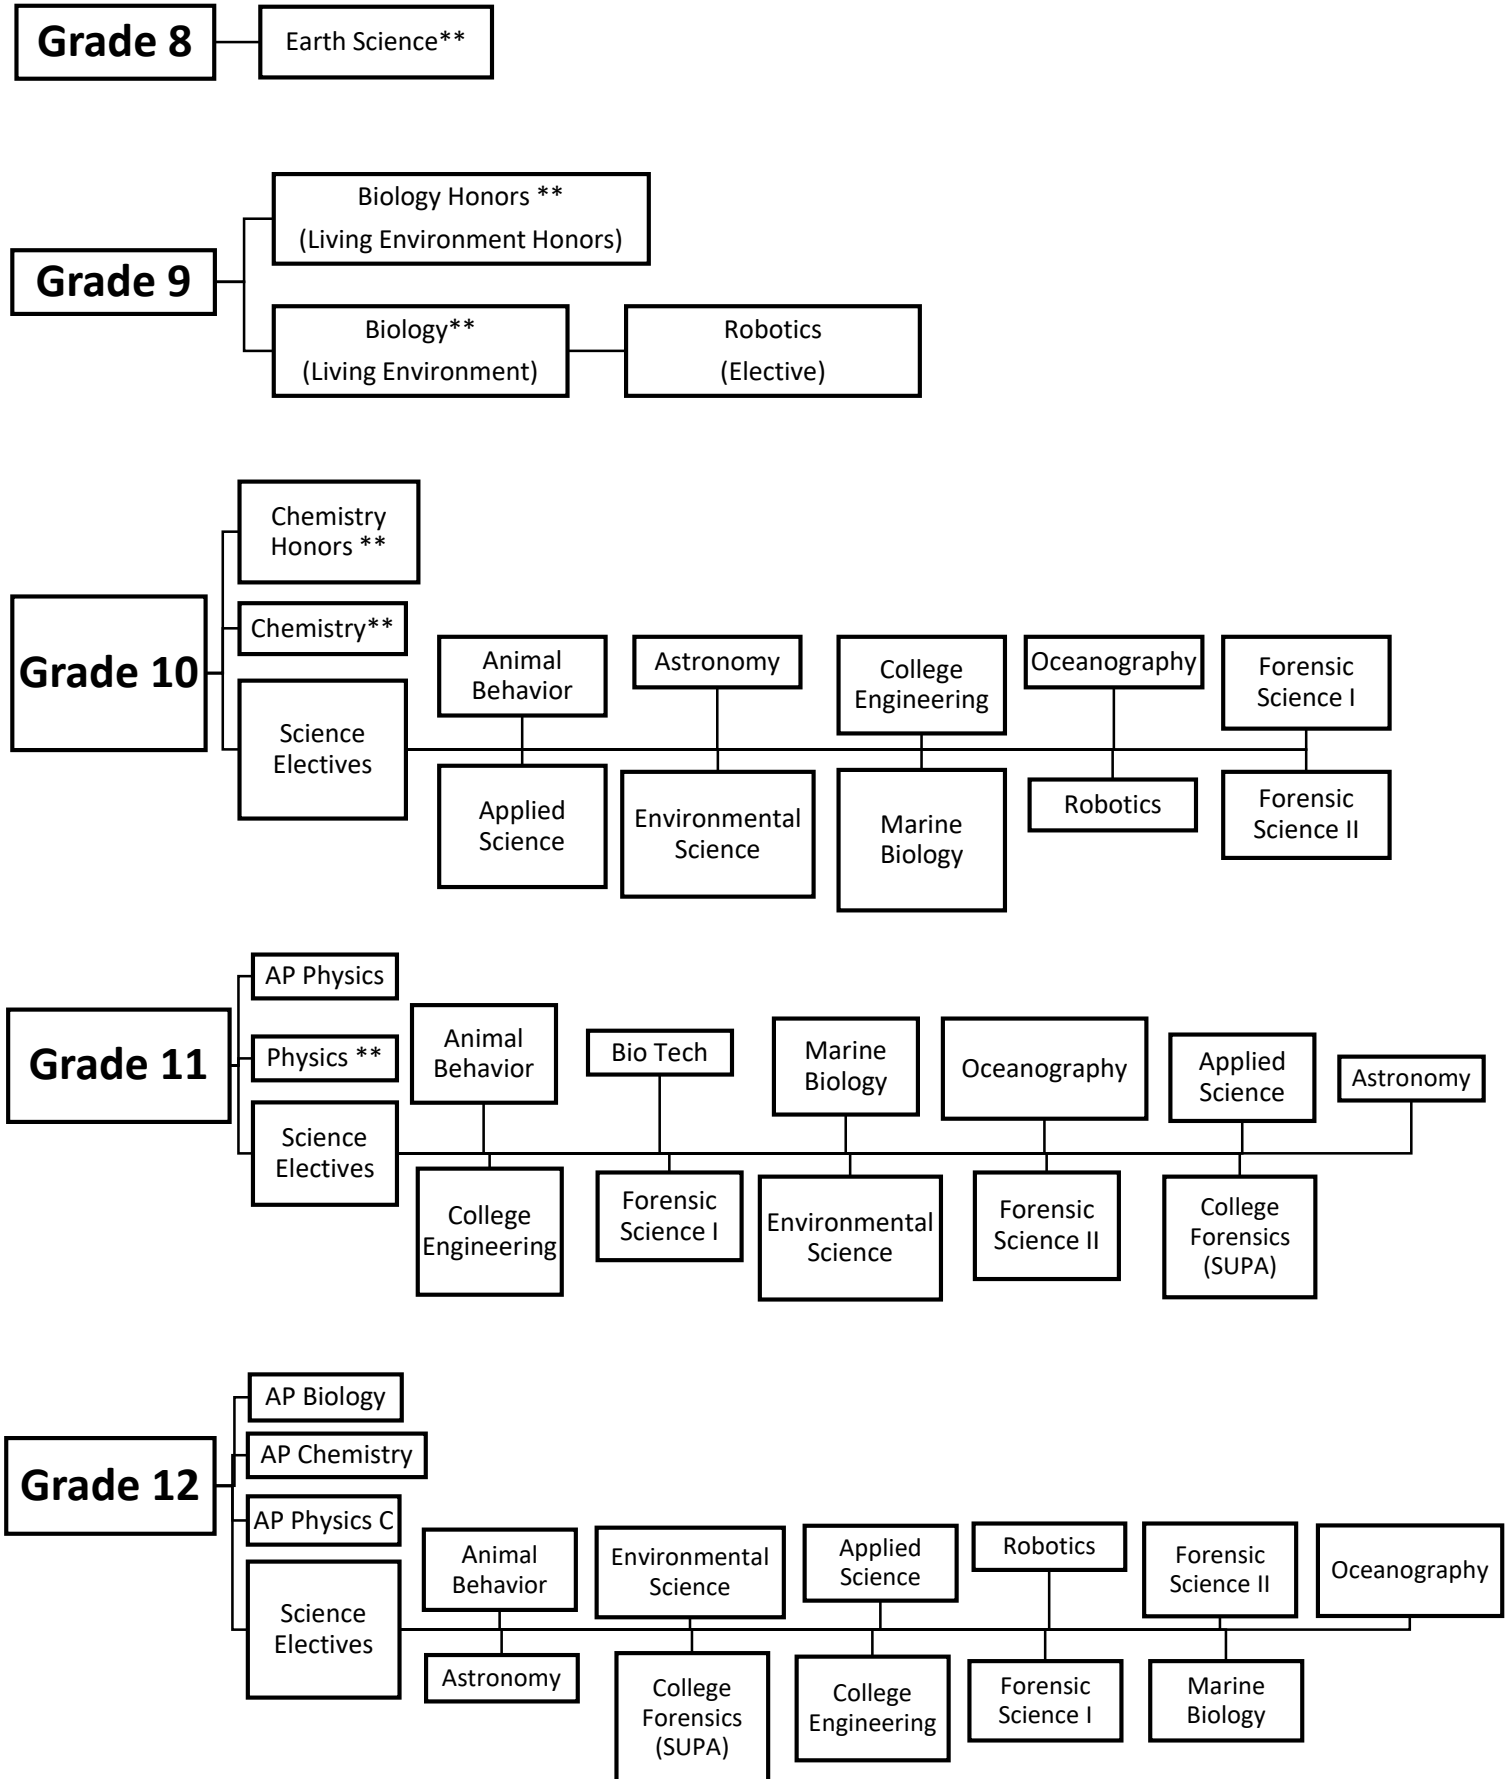 Grade 8
Earth Science**
Grade 9
Biology Honors **
(Living Environment Honors)
Biology**
(Living Environment)
Robotics
(Elective)
Grade 10
Chemistry
Honors **
Chemistry**
Science
Electives
Animal
Behavior
Astronomy
College
Engineering
Oceanography
Forensic
Science I
Applied
Science
Environmental
Science
Marine
Biology
Robotics
Forensic
Science II
Grade 11
AP Physics
Physics **
Science
Electives
Animal
Behavior
Bio Tech
Marine
Biology
Oceanography
Applied
Science
Astronomy
College
Engineering
Forensic
Science I
Environmental
Science
Forensic
Science II
College
Forensics
(SUPA)
Grade 12
AP Biology
AP Chemistry
AP Physics C
Science
Electives
Animal
Behavior
Environmental
Science
Applied
Science
Robotics
Forensic
Science II
Oceanography
Astronomy
College
Forensics
(SUPA)
College
Engineering
Forensic
Science I
Marine
Biology